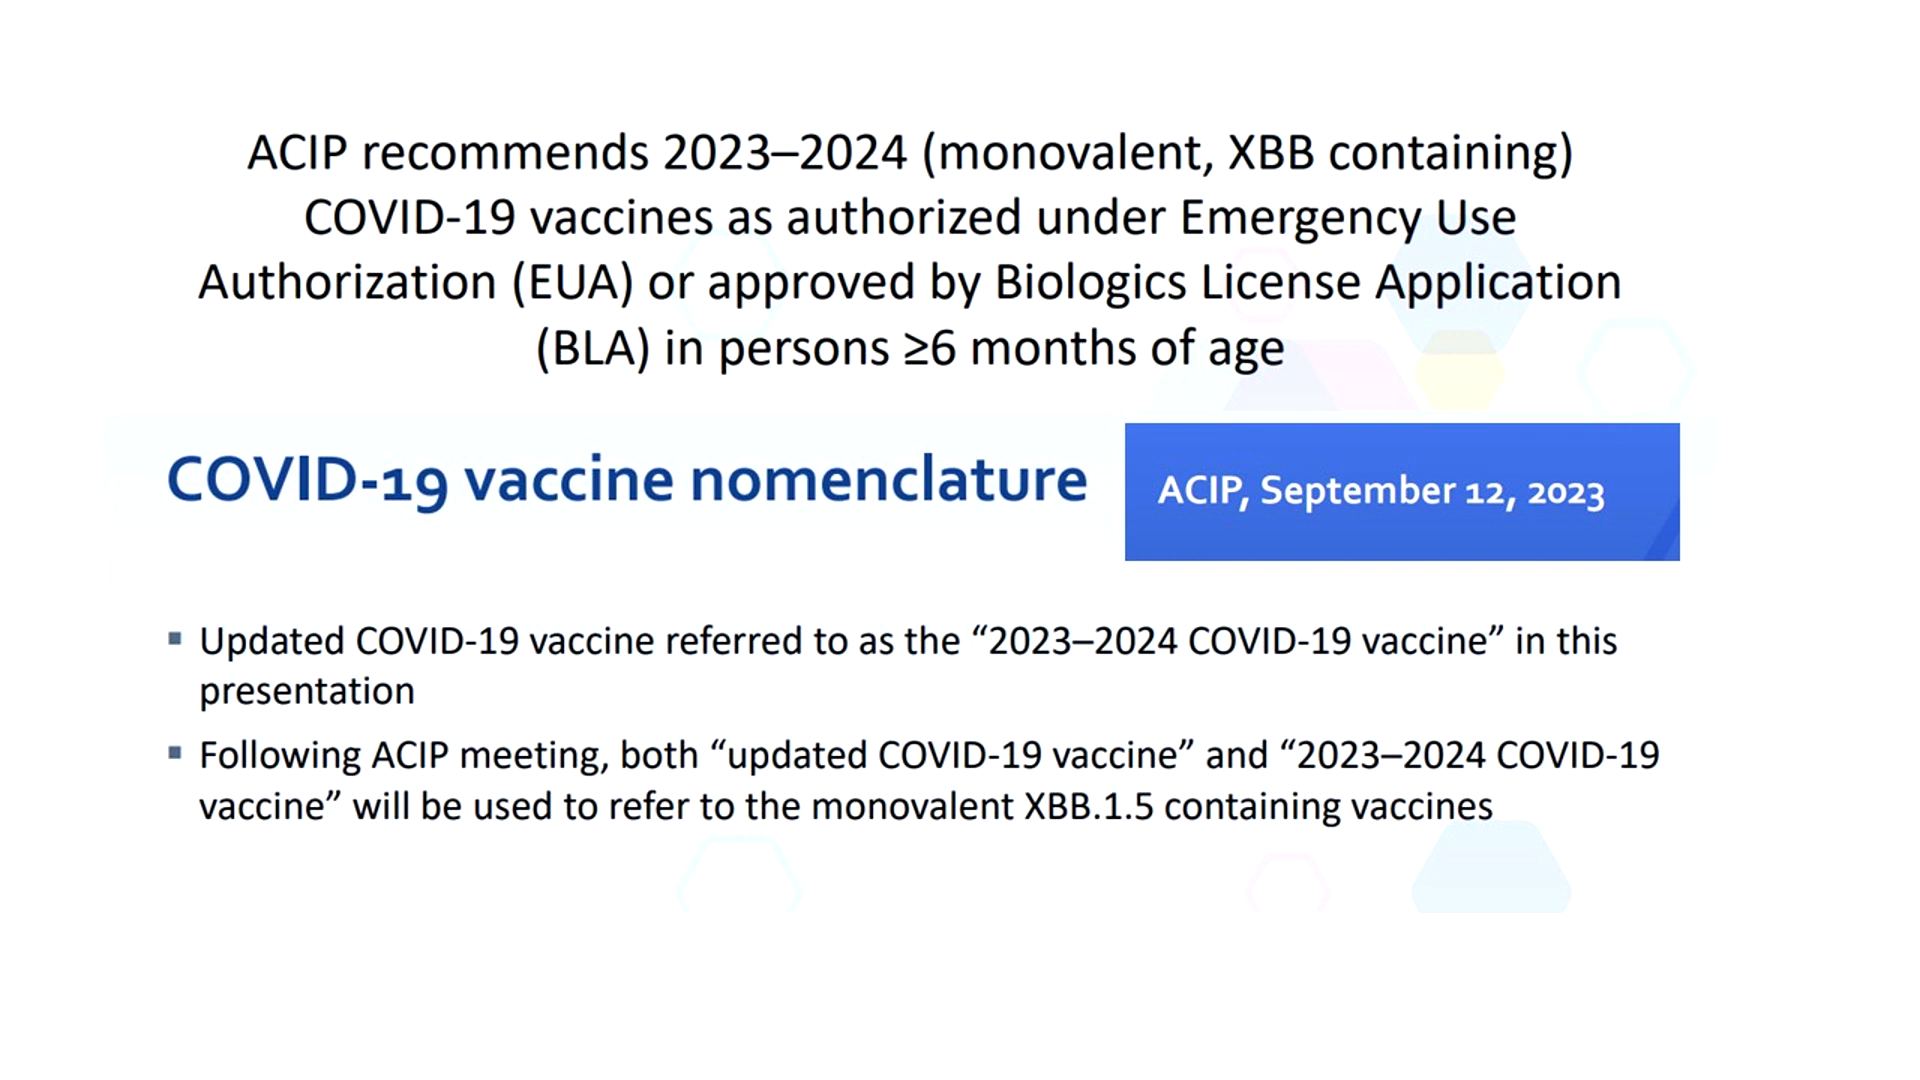 ACIP recommends 2023–2024 (monovalent, XBB containing)
COVID-19 vaccines as authorized under Emergency Use
Authorization (EUA) or approved by Biologics License Application
(BLA) in persons ≥6 months of age
COVID-19 vaccine nomenclature
ACIP, September 12, 2023
▪ Updated COVID-19 vaccine referred to as the “2023–2024 COVID-19 vaccine” in this
presentation
▪ Following ACIP meeting, both “updated COVID-19 vaccine” and “2023–2024 COVID-19
vaccine” will be used to refer to the monovalent XBB.1.5 containing vaccines